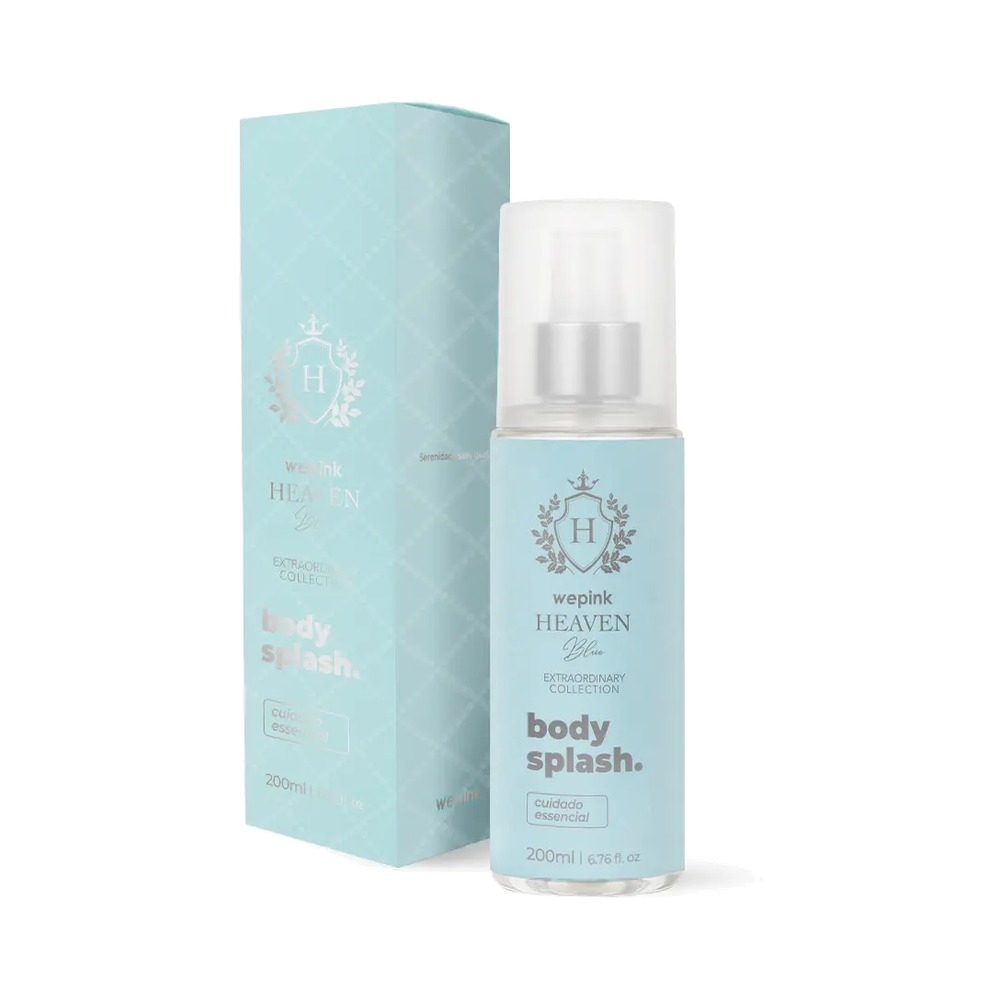 H
wepink
HEAVEN
Blue
EXTRAORDINARY
COLLECTION
body
splash.
cuidado
essencial
200ml
wepink
H
wepink
HEAVEN
Blue
EXTRAORDINARY
COLLECTION
body
splash.
cuidado
essencial
200ml | 6.76 fl. oz